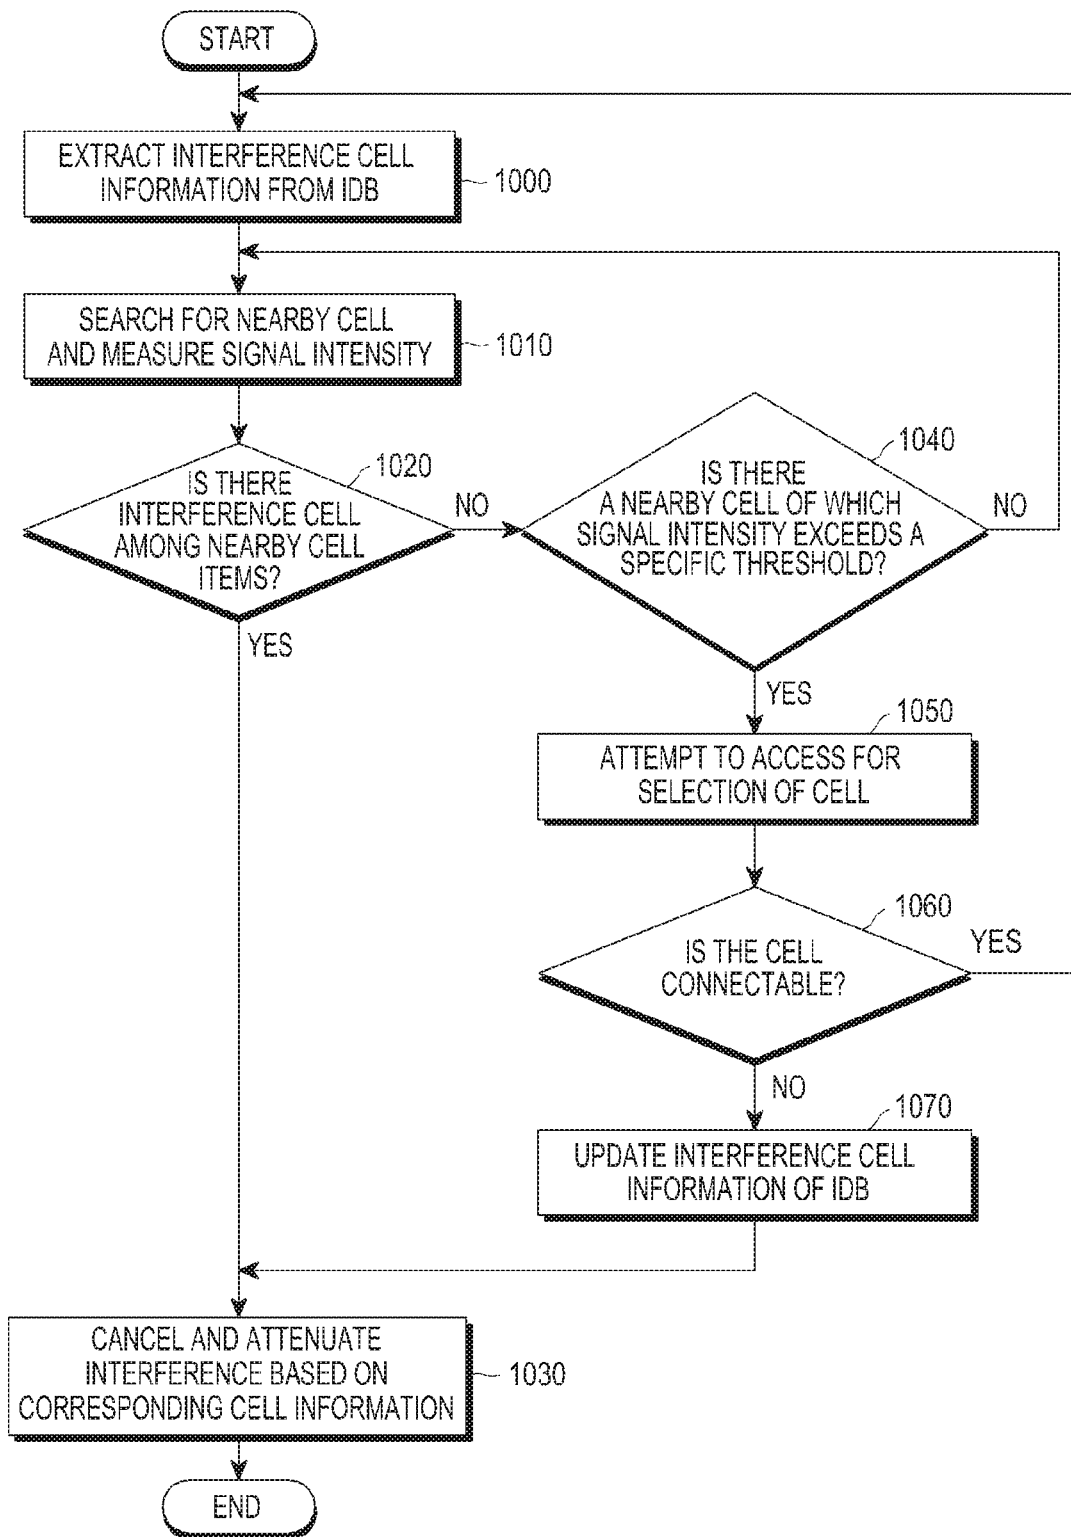 START
EXTRACT INTERFERENCE CELL
INFORMATION FROM IDB
1000
SEARCH FOR NEARBY CELL
AND MEASURE SIGNAL INTENSITY
1010
1020
IS THERE
INTERFERENCE CELL
AMONG NEARBY CELL
ITEMS?
NO
YES
1040
IS THERE
A NEARBY CELL OF WHICH
SIGNAL INTENSITY EXCEEDS A
SPECIFIC THRESHOLD?
NO
YES
1050
ATTEMPT TO ACCESS FOR
SELECTION OF CELL
1060
IS THE CELL
CONNECTABLE?
YES
NO
1070
UPDATE INTERFERENCE CELL
INFORMATION OF IDB
CANCEL AND ATTENUATE
INTERFERENCE BASED ON
CORRESPONDING CELL INFORMATION
1030
END